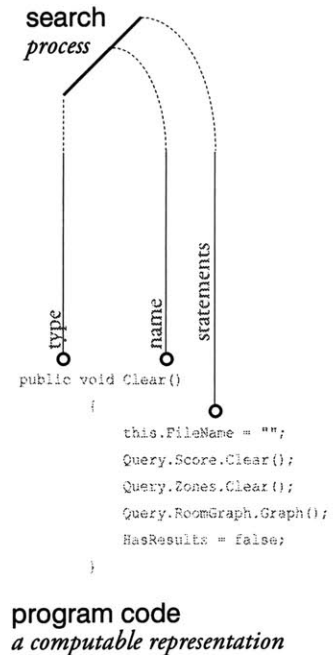 search
process
type
name
statements
public void Clear()
{
this.FileName = "";
Query.Score.Clear();
Query.Zones.Clear();
Query.RoomGraph.Graph();
HasResults = false;
}
program code
a computable representation